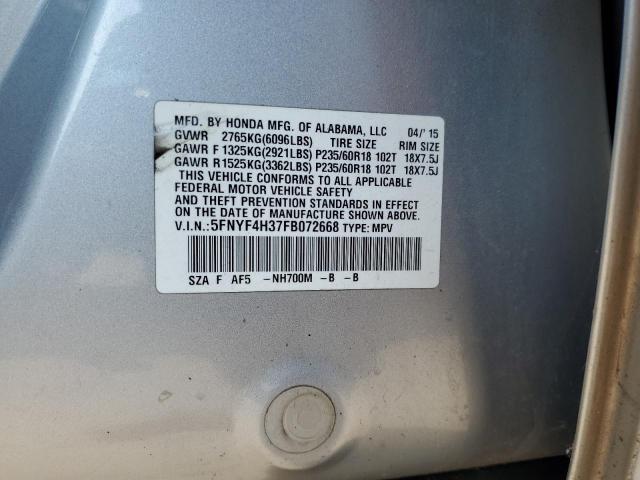 MFD. BY HONDA MFG. OF ALABAMA, LLC 04/'15
GVWR 2765KG(6096LBS) TIRE SIZE RIM SIZE
GAWR F 1325KG(2921LBS) P235/60R18 102T 18X7.5J
GAWR R 1525KG(3362LBS) P235/60R18 102T 18X7.5J
THIS VEHICLE CONFORMS TO ALL APPLICABLE
FEDERAL MOTOR VEHICLE SAFETY
AND THEFT PREVENTION STANDARDS IN EFFECT
ON THE DATE OF MANUFACTURE SHOWN ABOVE.
V.I.N.:5FNYF4H37FB072668 TYPE: MPV
SZA F AF5 -NH700M -B -B